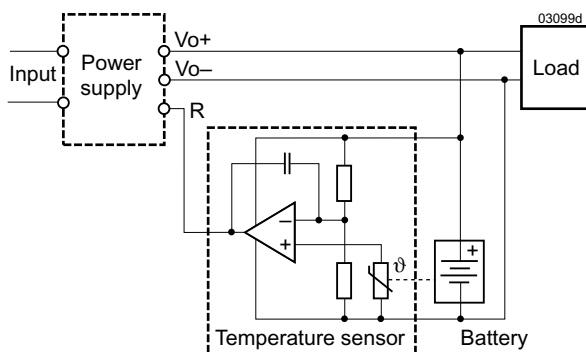 03099d
Input
Power
supply
Vo+
Vo–
R
Load
–
+
ϑ
+
Temperature sensor
Battery